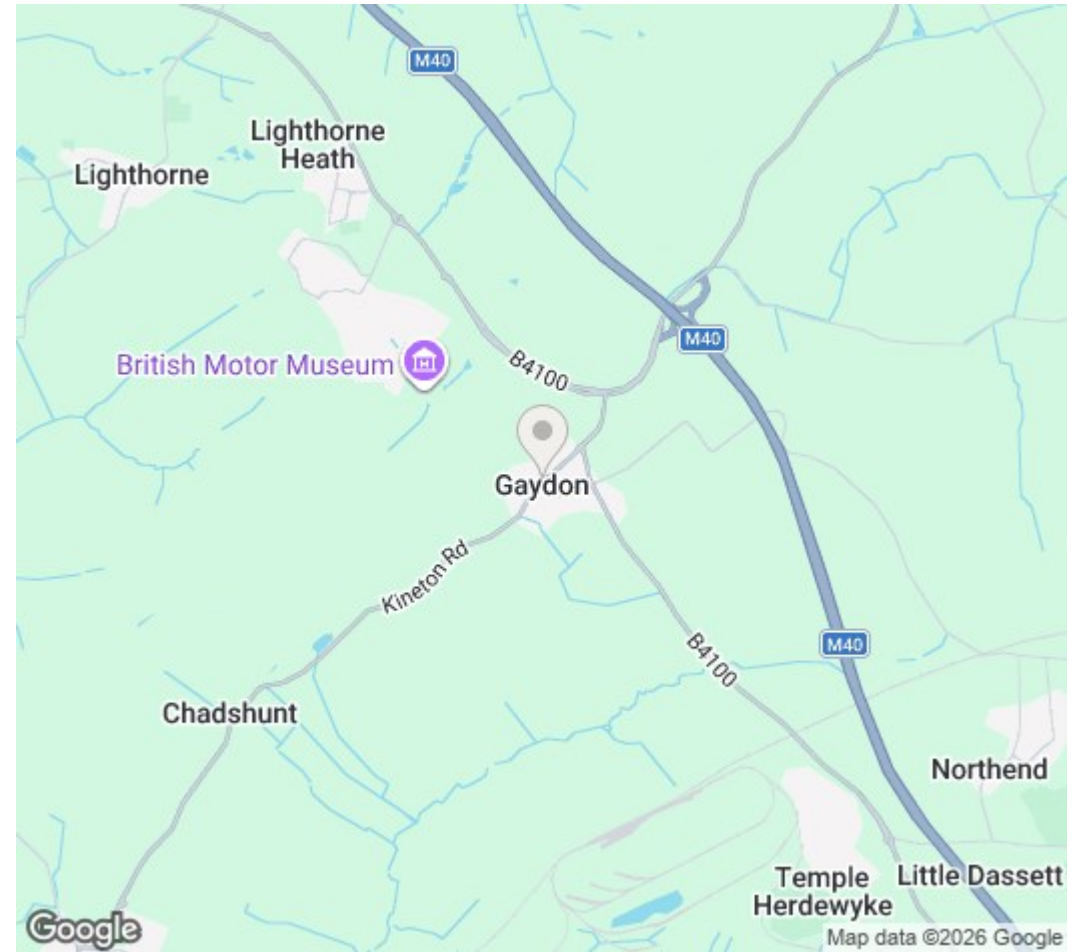 M40
Lighthorne
Heath
Lighthorne
M40
British Motor Museum
B4100
Gaydon
Kineton Rd
B4100
M40
Chadshunt
Northend
Temple
Herdewyke
Little Dassett
Google
Map data ©2026 Google